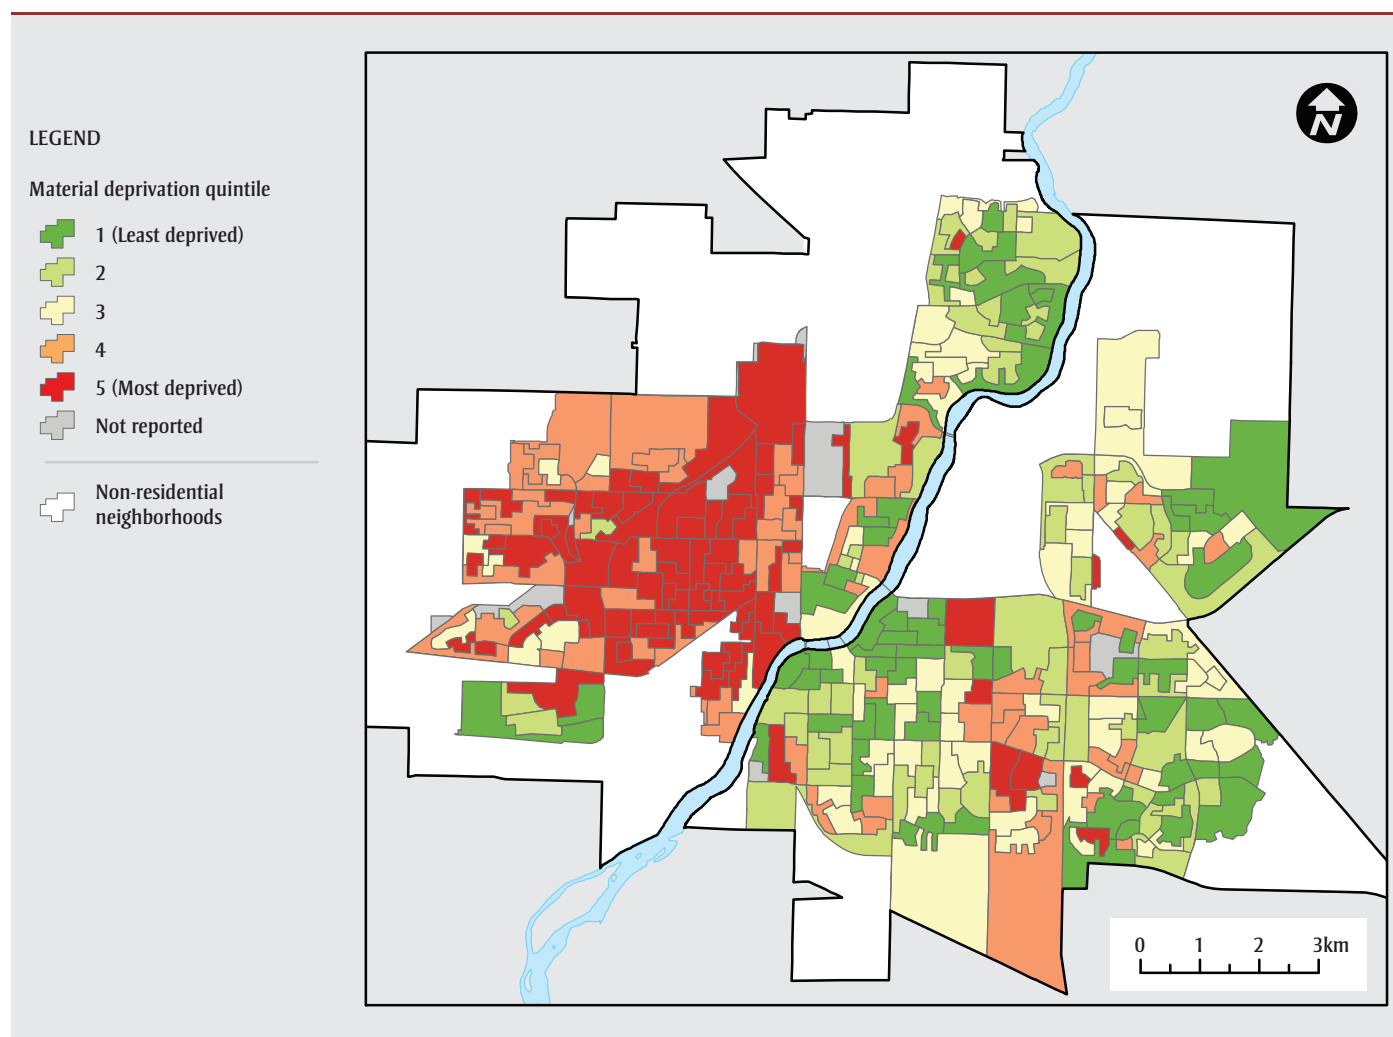 LEGEND
Material deprivation quintile
1 (Least deprived)
2
3
4
5 (Most deprived)
Not reported
Non-residential
neighborhoods
N
0 1 2 3km